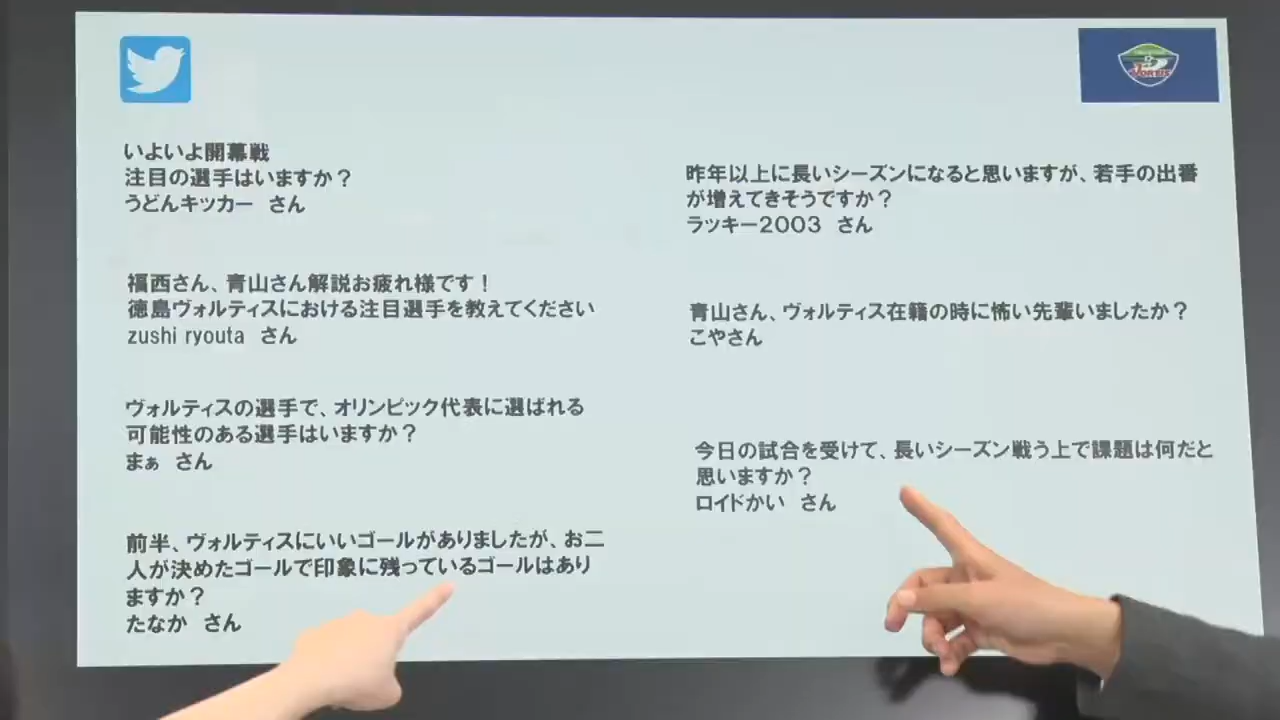 VORTIS
いよいよ開幕戦
注目の選手はいますか？
うどんキッカー　さん
福西さん、青山さん解説お疲れ様です！
徳島ヴォルティスにおける注目選手を教えてください
zushi ryouta　さん
ヴォルティスの選手で、オリンピック代表に選ばれる
可能性のある選手はいますか？
まぁ　さん
前半、ヴォルティスにいいゴールがありましたが、お二
人が決めたゴールで印象に残っているゴールはあり
ますか？
たなか　さん
昨年以上に長いシーズンになると思いますが、若手の出番
が増えてきそうですか？
ラッキー２００３　さん
青山さん、ヴォルティス在籍の時に怖い先輩いましたか？
こやさん
今日の試合を受けて、長いシーズン戦う上で課題は何だと
思いますか？
ロイドかい　さん